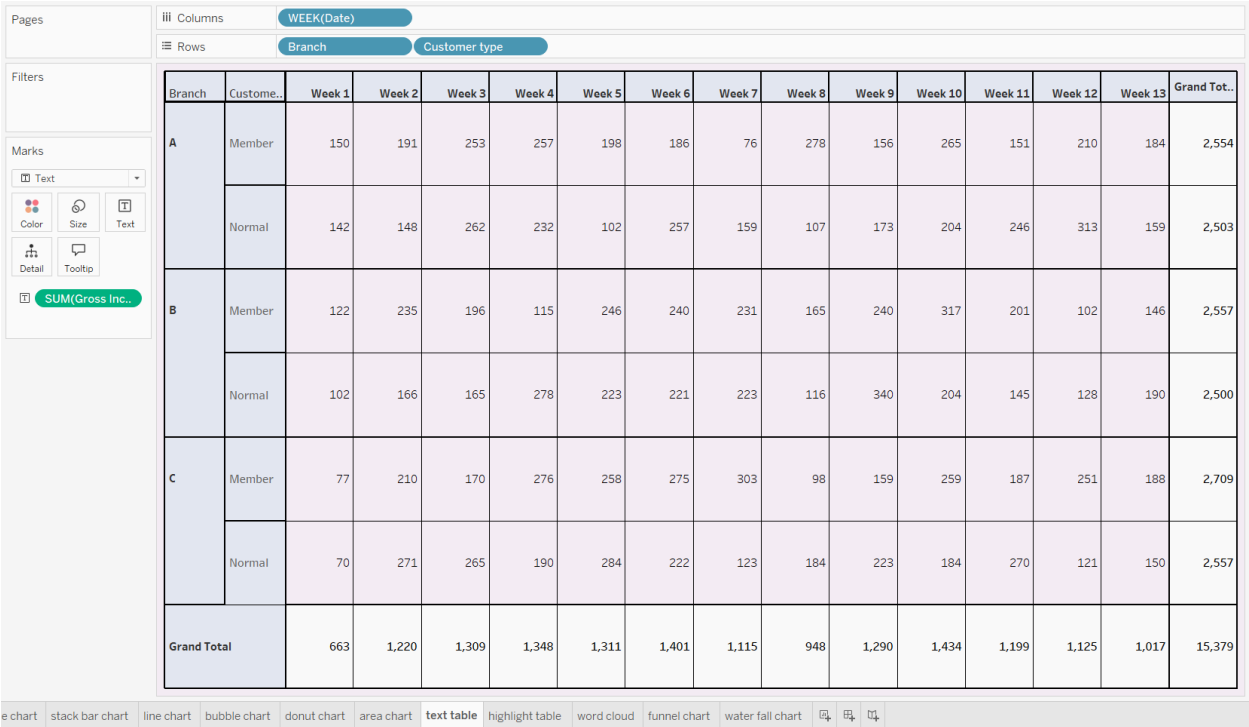 Pages
Columns WEEK(Date)
Rows Branch Customer type
Filters
Marks
Text
Color Size Text
Detail Tooltip
SUM(Gross Inc..
Branch Custome.. Week 1 Week 2 Week 3 Week 4 Week 5 Week 6 Week 7 Week 8 Week 9 Week 10 Week 11 Week 12 Week 13 Grand Tot..
A Member 150 191 253 257 198 186 76 278 156 265 151 210 184 2,554
Normal 142 148 262 232 102 257 159 107 173 204 246 313 159 2,503
B Member 122 235 196 115 246 240 231 165 240 317 201 102 146 2,557
Normal 102 166 165 278 223 221 223 116 340 204 145 128 190 2,500
C Member 77 210 170 276 258 275 303 98 159 259 187 251 188 2,709
Normal 70 271 265 190 284 222 123 184 223 184 270 121 150 2,557
Grand Total 663 1,220 1,309 1,348 1,311 1,401 1,115 948 1,290 1,434 1,199 1,125 1,017 15,379
e chart stack bar chart line chart bubble chart donut chart area chart text table highlight table word cloud funnel chart water fall chart